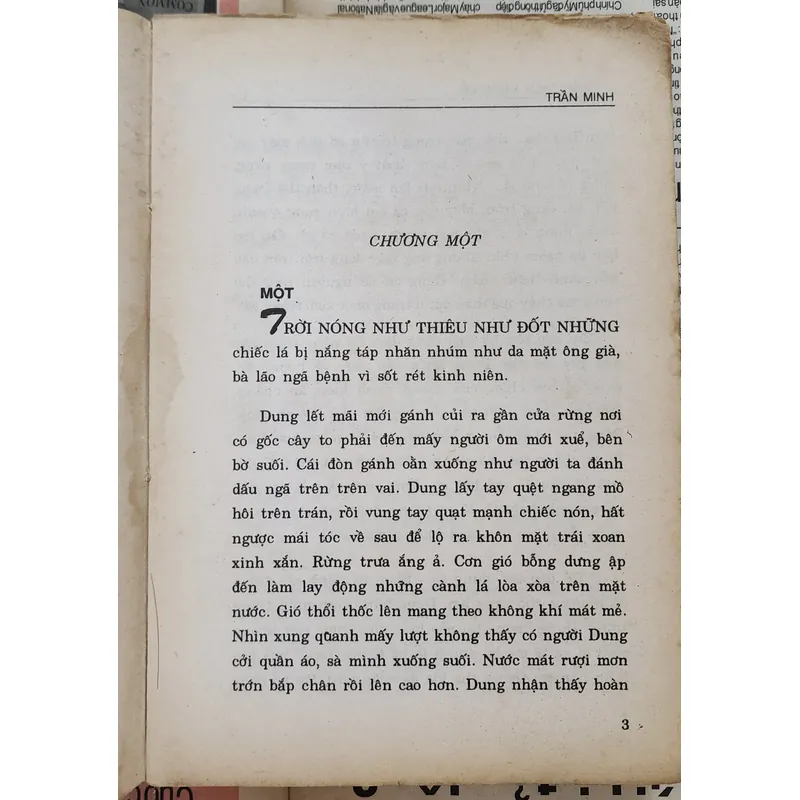 COMMON
TRẦN MINH
CHƯƠNG MỘT
MỘT
TRỜI NÓNG NHƯ THIÊU NHƯ ĐỐT NHỮNG
chiếc lá bị nắng táp nhăn nhúm như da mặt ông già,
bà lão ngã bệnh vì sốt rét kinh niên.
Dung lết mãi mới gánh củi ra gần cửa rừng nơi
có gốc cây to phải đến mấy người ôm mới xuể, bên
bờ suối. Cái đòn gánh oằn xuống như người ta đánh
dấu ngã trên trên vai. Dung lấy tay quệt ngang mồ
hôi trên trán, rồi vung tay quạt mạnh chiếc nón, hất
ngược mái tóc về sau để lộ ra khôn mặt trái xoan
xinh xắn. Rừng trưa ắng ả. Cơn gió bỗng dưng ập
đến làm lay động những cành lá lòa xòa trên mặt
nước. Gió thổi thốc lên mang theo không khí mát mẻ.
Nhìn xung quanh mấy lượt không thấy có người Dung
cởi quần áo, sà mình xuống suối. Nước mát rượi mơn
trớn bắp chân rồi lên cao hơn. Dung nhận thấy hoàn
3